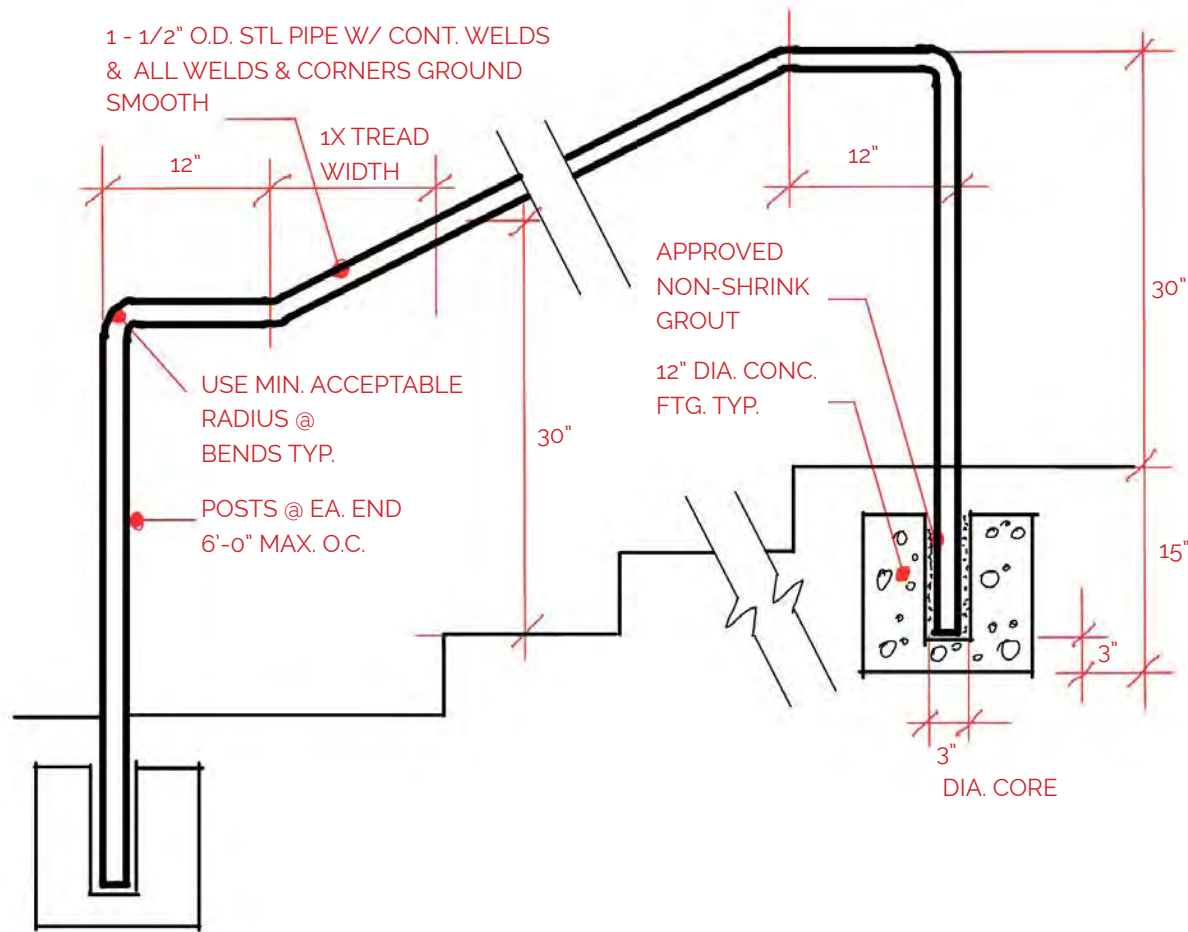 1 - 1/2" O.D. STL PIPE W/ CONT. WELDS
& ALL WELDS & CORNERS GROUND
SMOOTH
12"
1X TREAD
WIDTH
12"
APPROVED
NON-SHRINK
GROUT
30"
12" DIA. CONC.
FTG. TYP.
USE MIN. ACCEPTABLE
RADIUS @
BENDS TYP.
30"
POSTS @ EA. END
6'-0" MAX. O.C.
15"
3"
3"
DIA. CORE